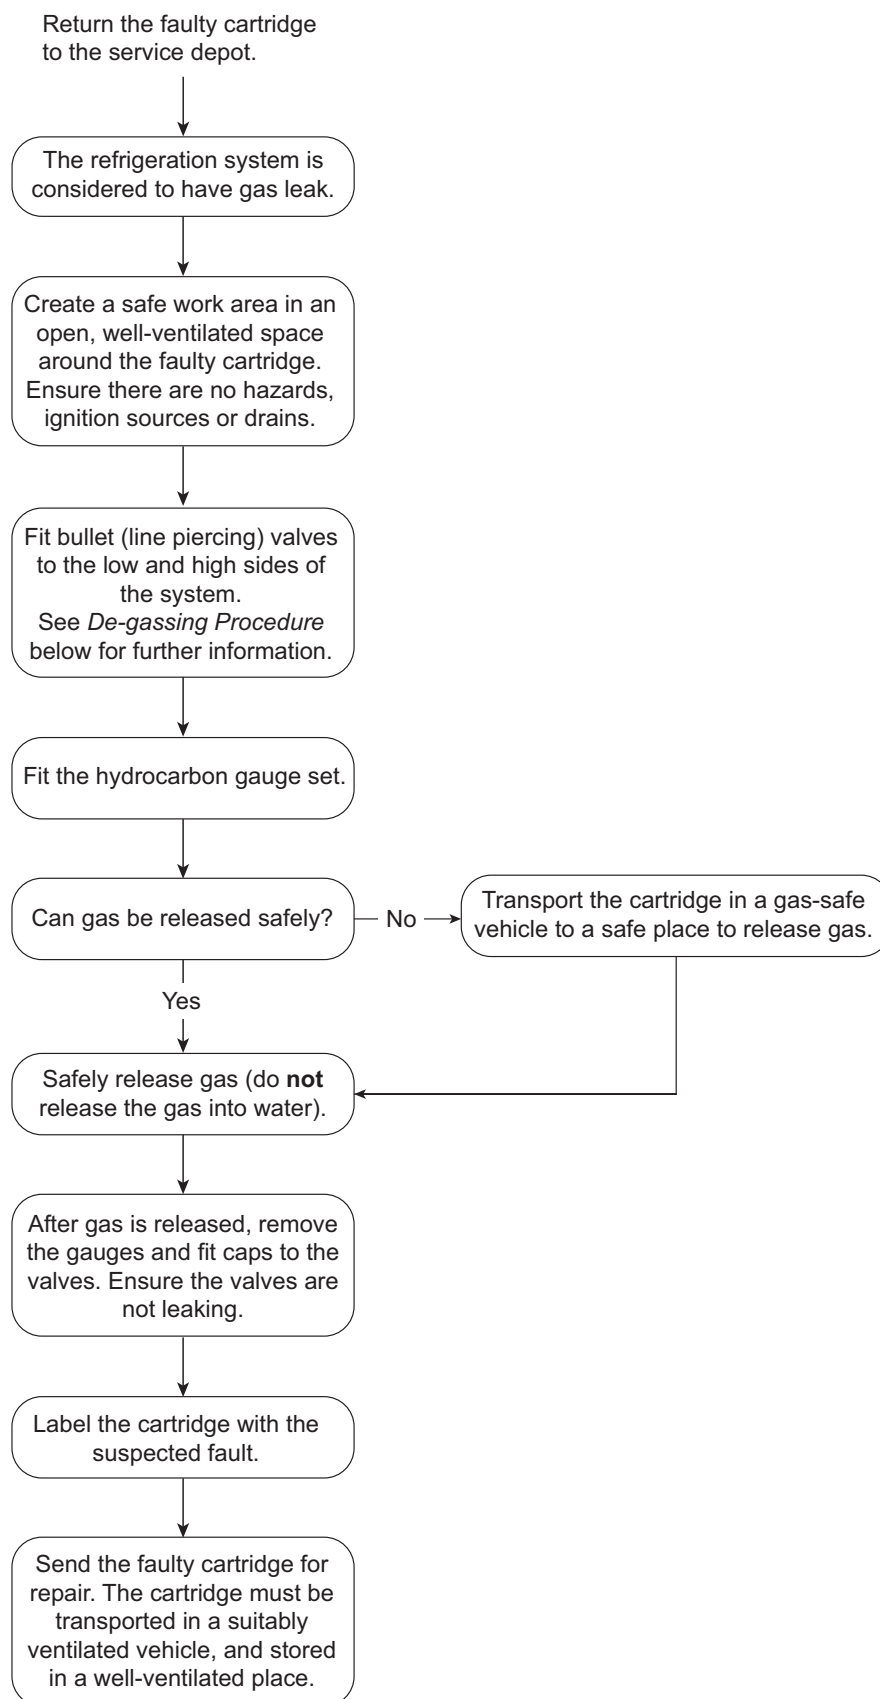 Return the faulty cartridge
to the service depot.
The refrigeration system is
considered to have gas leak.
Create a safe work area in an
open, well-ventilated space
around the faulty cartridge.
Ensure there are no hazards,
ignition sources or drains.
Fit bullet (line piercing) valves
to the low and high sides of
the system.
See De-gassing Procedure
below for further information.
Fit the hydrocarbon gauge set.
Can gas be released safely?
No
Transport the cartridge in a gas-safe
vehicle to a safe place to release gas.
Yes
Safely release gas (do not
release the gas into water).
After gas is released, remove
the gauges and fit caps to the
valves. Ensure the valves are
not leaking.
Label the cartridge with the
suspected fault.
Send the faulty cartridge for
repair. The cartridge must be
transported in a suitably
ventilated vehicle, and stored
in a well-ventilated place.